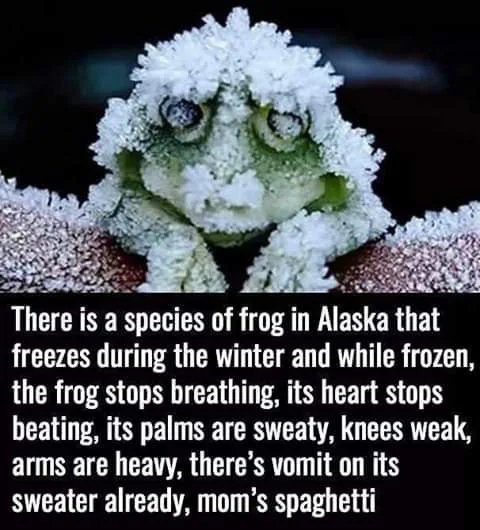 There is a species of frog in Alaska that
freezes during the winter and while frozen,
the frog stops breathing, its heart stops
beating, its palms are sweaty, knees weak,
arms are heavy, there's vomit on its
sweater already, mom's spaghetti